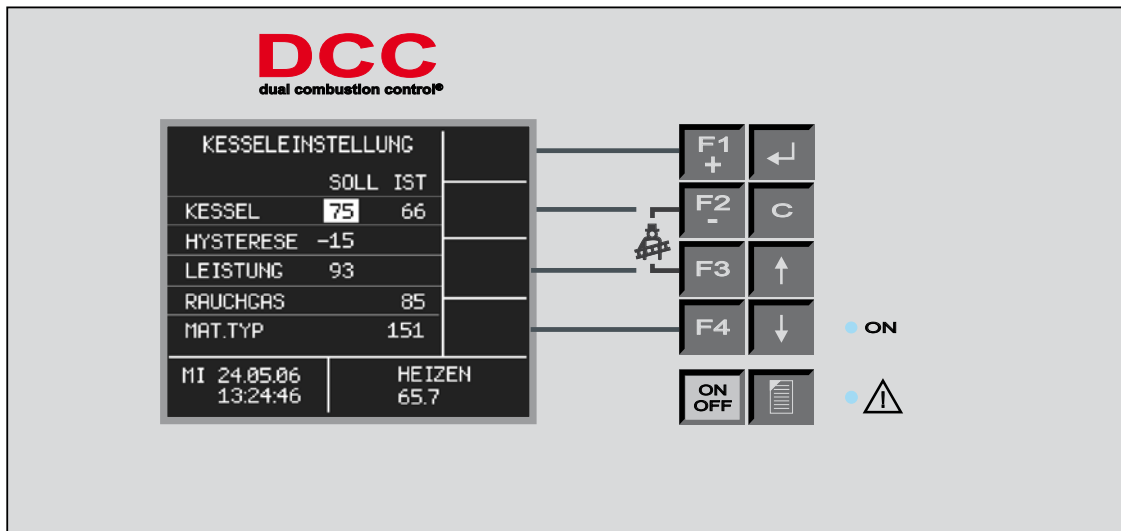 DCC
dual combustion control®
KESSELEINSTELLUNG
SOLL IST
KESSEL 75 66
HYSTERESE -15
LEISTUNG 93
RAUCHGAS 85
MAT.TYP 151
MI 24.05.06 HEIZEN
13:24:46 65.7
F1
+
F2 C
-
F3
F4
ON
ON
OFF